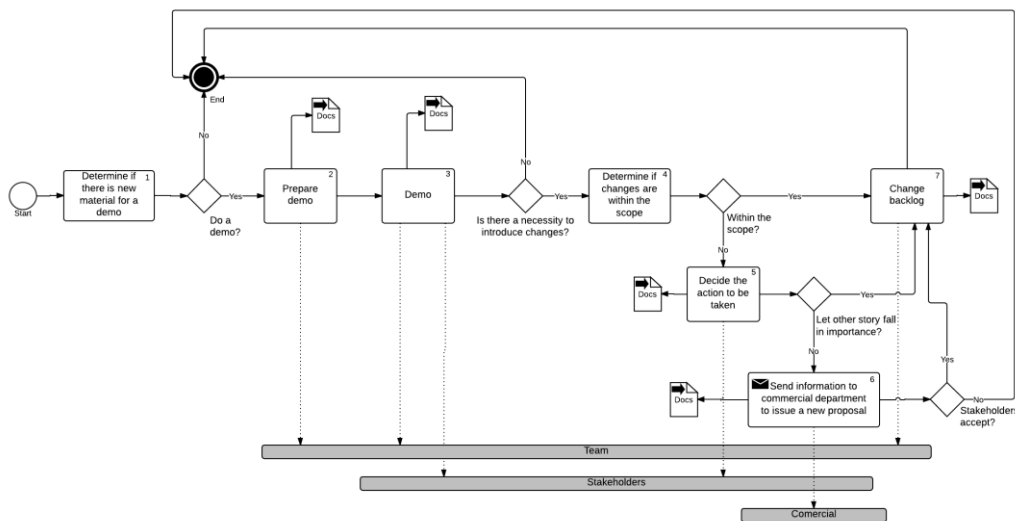 End
No
Docs
Docs
No
Start
Determine if
there is new
material for a
demo
1
Do a
demo?
Yes
Prepare
demo
2
Demo
3
Is there a necessity to
introduce changes?
Yes
Determine if
changes are
within the
scope
4
Within the
scope?
Yes
Change
backlog
7
Docs
No
Docs
Decide the
action to be
taken
5
Yes
Let other story fall
in importance?
No
Docs
Send information to
commercial department
to issue a new proposal
6
Yes
No
Stakeholders
accept?
Team
Stakeholders
Comercial